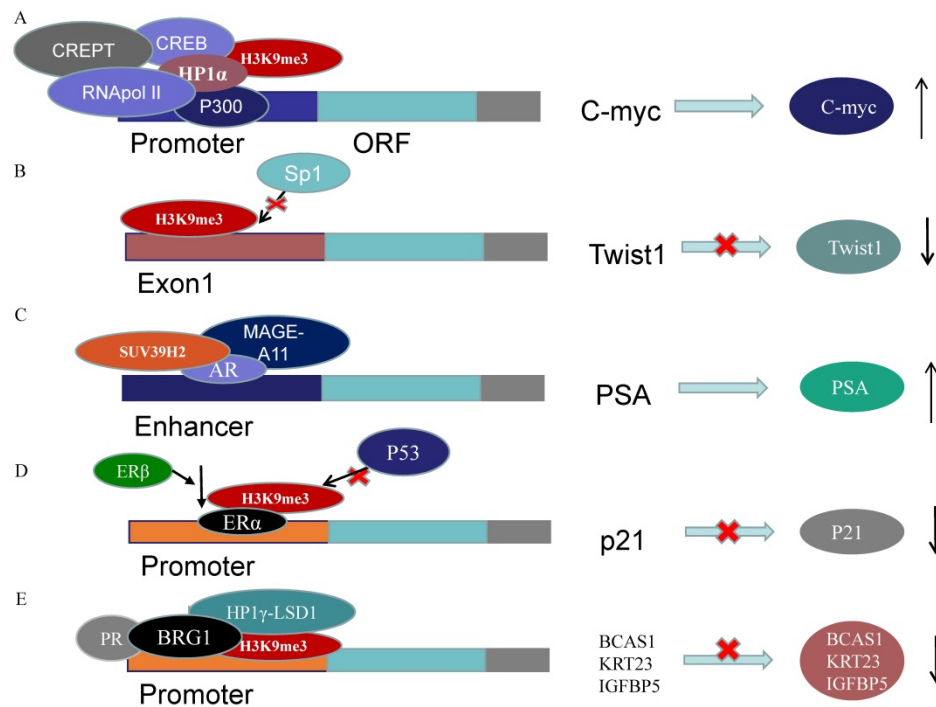 A
CREPT
CREB
H3K9me3
HP1α
RNApol II
P300
Promoter
ORF
C-myc
C-myc
B
Sp1
H3K9me3
Exon1
Twist1
Twist1
C
MAGE-
A11
SUV39H2
AR
Enhancer
PSA
PSA
D
ERβ
P53
H3K9me3
ERα
Promoter
p21
P21
E
HP1γ-LSD1
PR
BRG1
H3K9me3
Promoter
BCAS1
KRT23
IGFBP5
BCAS1
KRT23
IGFBP5